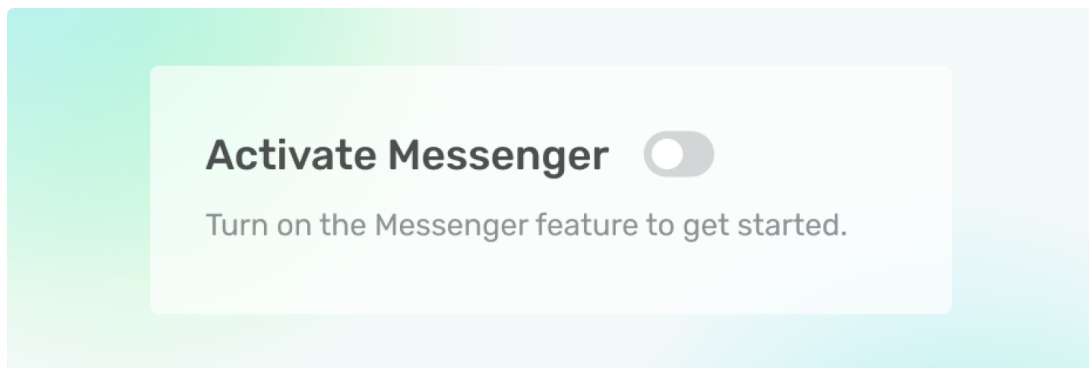 Activate Messenger
Turn on the Messenger feature to get started.